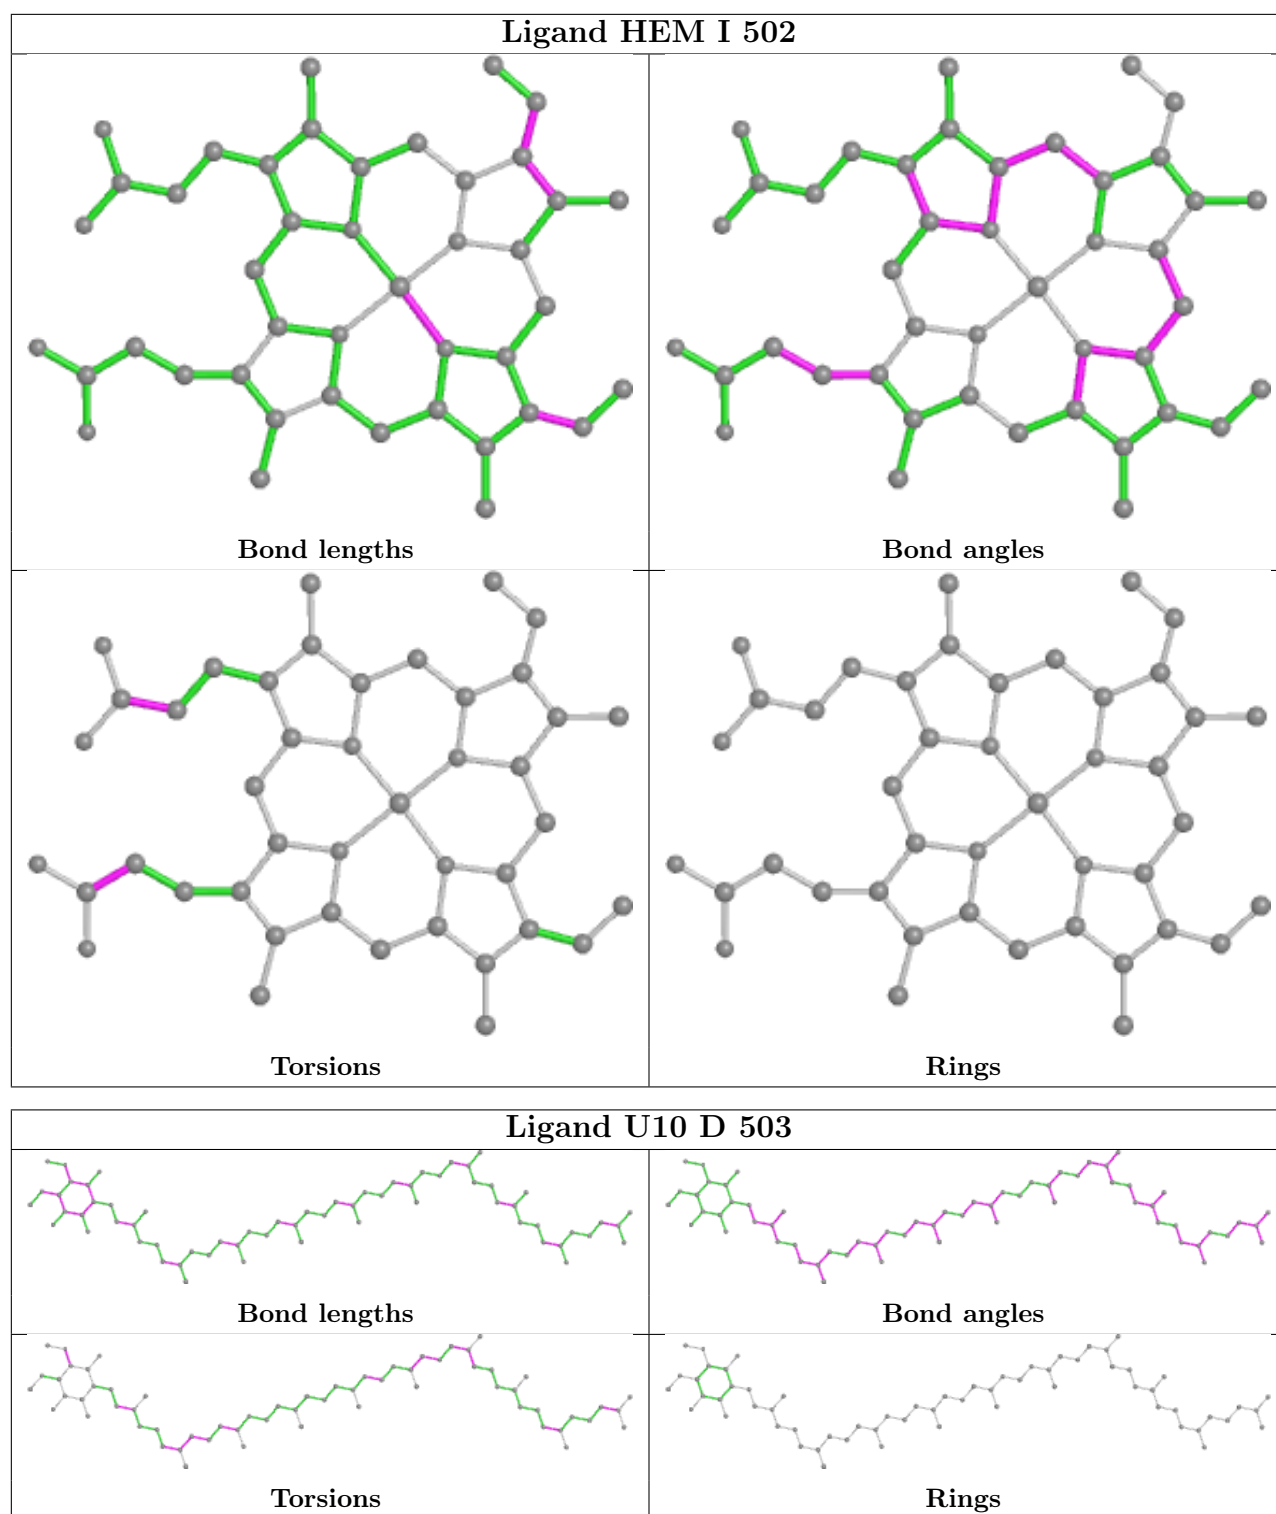 Ligand HEM I 502
Bond lengths
Bond angles
Torsions
Rings
Ligand U10 D 503
Bond lengths
Bond angles
Torsions
Rings